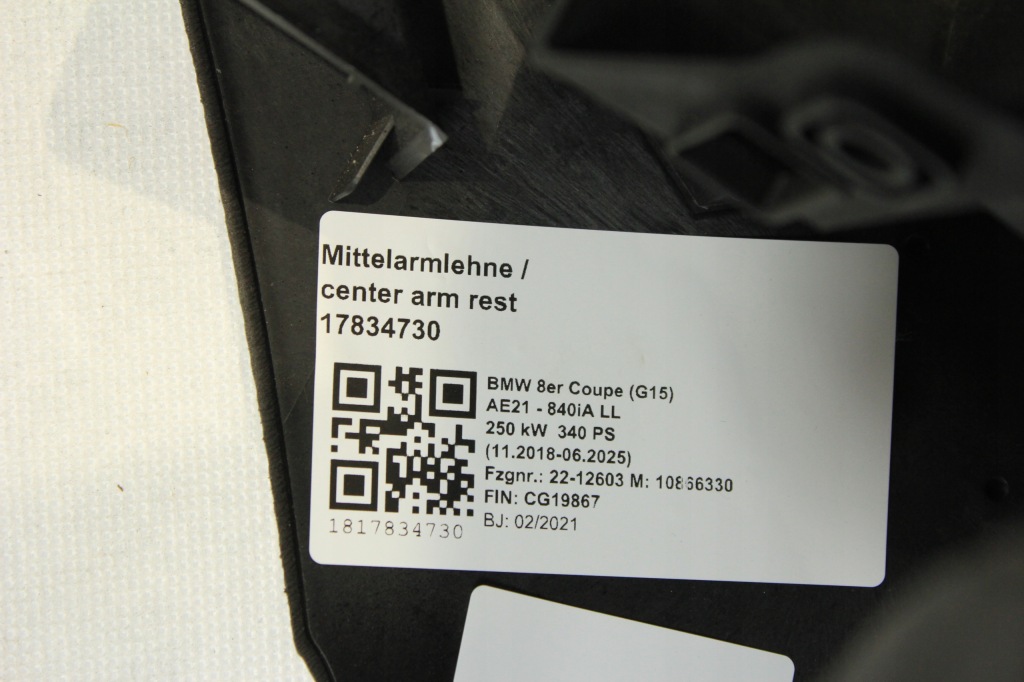 Mittelarmlehne /
center arm rest
17834730
BMW 8er Coupe (G15)
AE21 - 840iA LL
250 kW 340 PS
(11.2018-06.2025)
Fzgnr.: 22-12603 M: 10866330
FIN: CG19867
BJ: 02/2021
1817834730